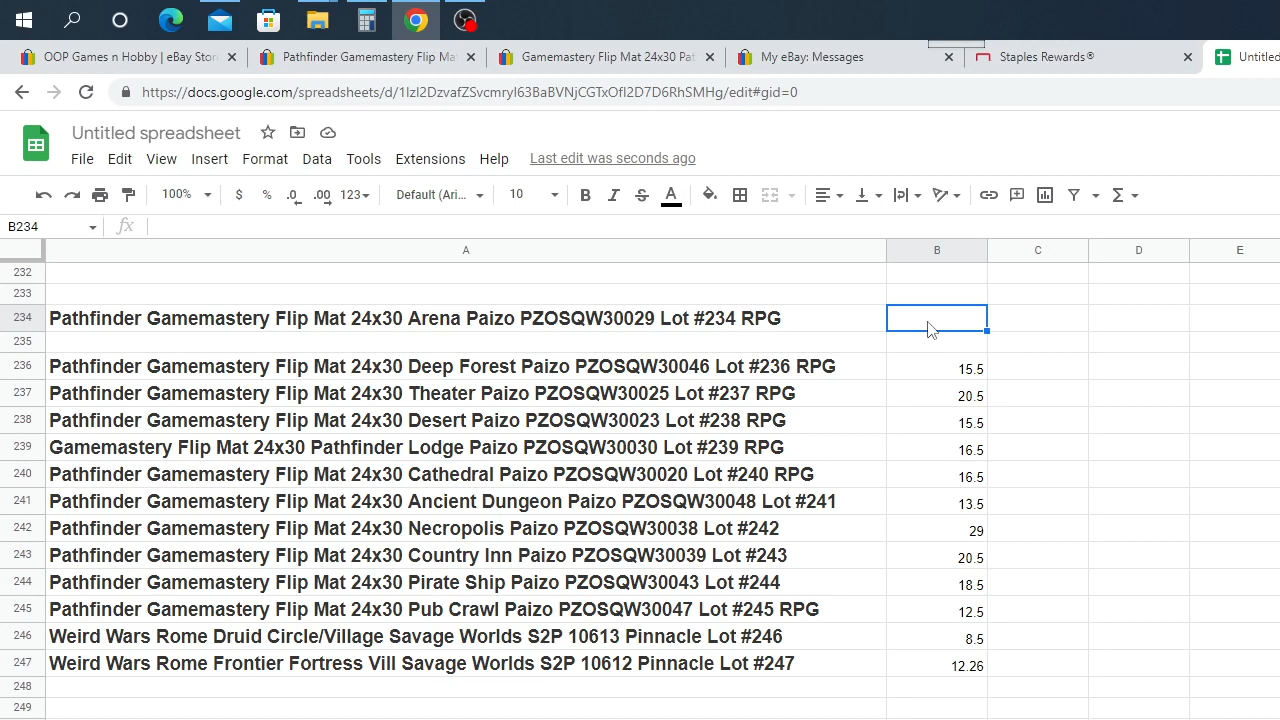 OOP Games n Hobby | eBay Stor
Pathfinder Gamemastery Flip Mat
Gamemastery Flip Mat 24x30 Pat
My eBay: Messages
Staples Rewards®
Untitled
https://docs.google.com/spreadsheets/d/1IzI2DzvafZSvcmryI63BaBVNjCGTxOfI2D7D6RhSMHg/edit#gid=0
Untitled spreadsheet
File Edit View Insert Format Data Tools Extensions Help Last edit was seconds ago
100% $ % .0 .00 123 Default (Ari... 10 B I S A Σ
B234 fx
A B C D E
232
233
234 Pathfinder Gamemastery Flip Mat 24x30 Arena Paizo PZOSQW30029 Lot #234 RPG
235
236 Pathfinder Gamemastery Flip Mat 24x30 Deep Forest Paizo PZOSQW30046 Lot #236 RPG 15.5
237 Pathfinder Gamemastery Flip Mat 24x30 Theater Paizo PZOSQW30025 Lot #237 RPG 20.5
238 Pathfinder Gamemastery Flip Mat 24x30 Desert Paizo PZOSQW30023 Lot #238 RPG 15.5
239 Gamemastery Flip Mat 24x30 Pathfinder Lodge Paizo PZOSQW30030 Lot #239 RPG 16.5
240 Pathfinder Gamemastery Flip Mat 24x30 Cathedral Paizo PZOSQW30020 Lot #240 RPG 16.5
241 Pathfinder Gamemastery Flip Mat 24x30 Ancient Dungeon Paizo PZOSQW30048 Lot #241 13.5
242 Pathfinder Gamemastery Flip Mat 24x30 Necropolis Paizo PZOSQW30038 Lot #242 29
243 Pathfinder Gamemastery Flip Mat 24x30 Country Inn Paizo PZOSQW30039 Lot #243 20.5
244 Pathfinder Gamemastery Flip Mat 24x30 Pirate Ship Paizo PZOSQW30043 Lot #244 18.5
245 Pathfinder Gamemastery Flip Mat 24x30 Pub Crawl Paizo PZOSQW30047 Lot #245 RPG 12.5
246 Weird Wars Rome Druid Circle/Village Savage Worlds S2P 10613 Pinnacle Lot #246 8.5
247 Weird Wars Rome Frontier Fortress Vill Savage Worlds S2P 10612 Pinnacle Lot #247 12.26
248
249